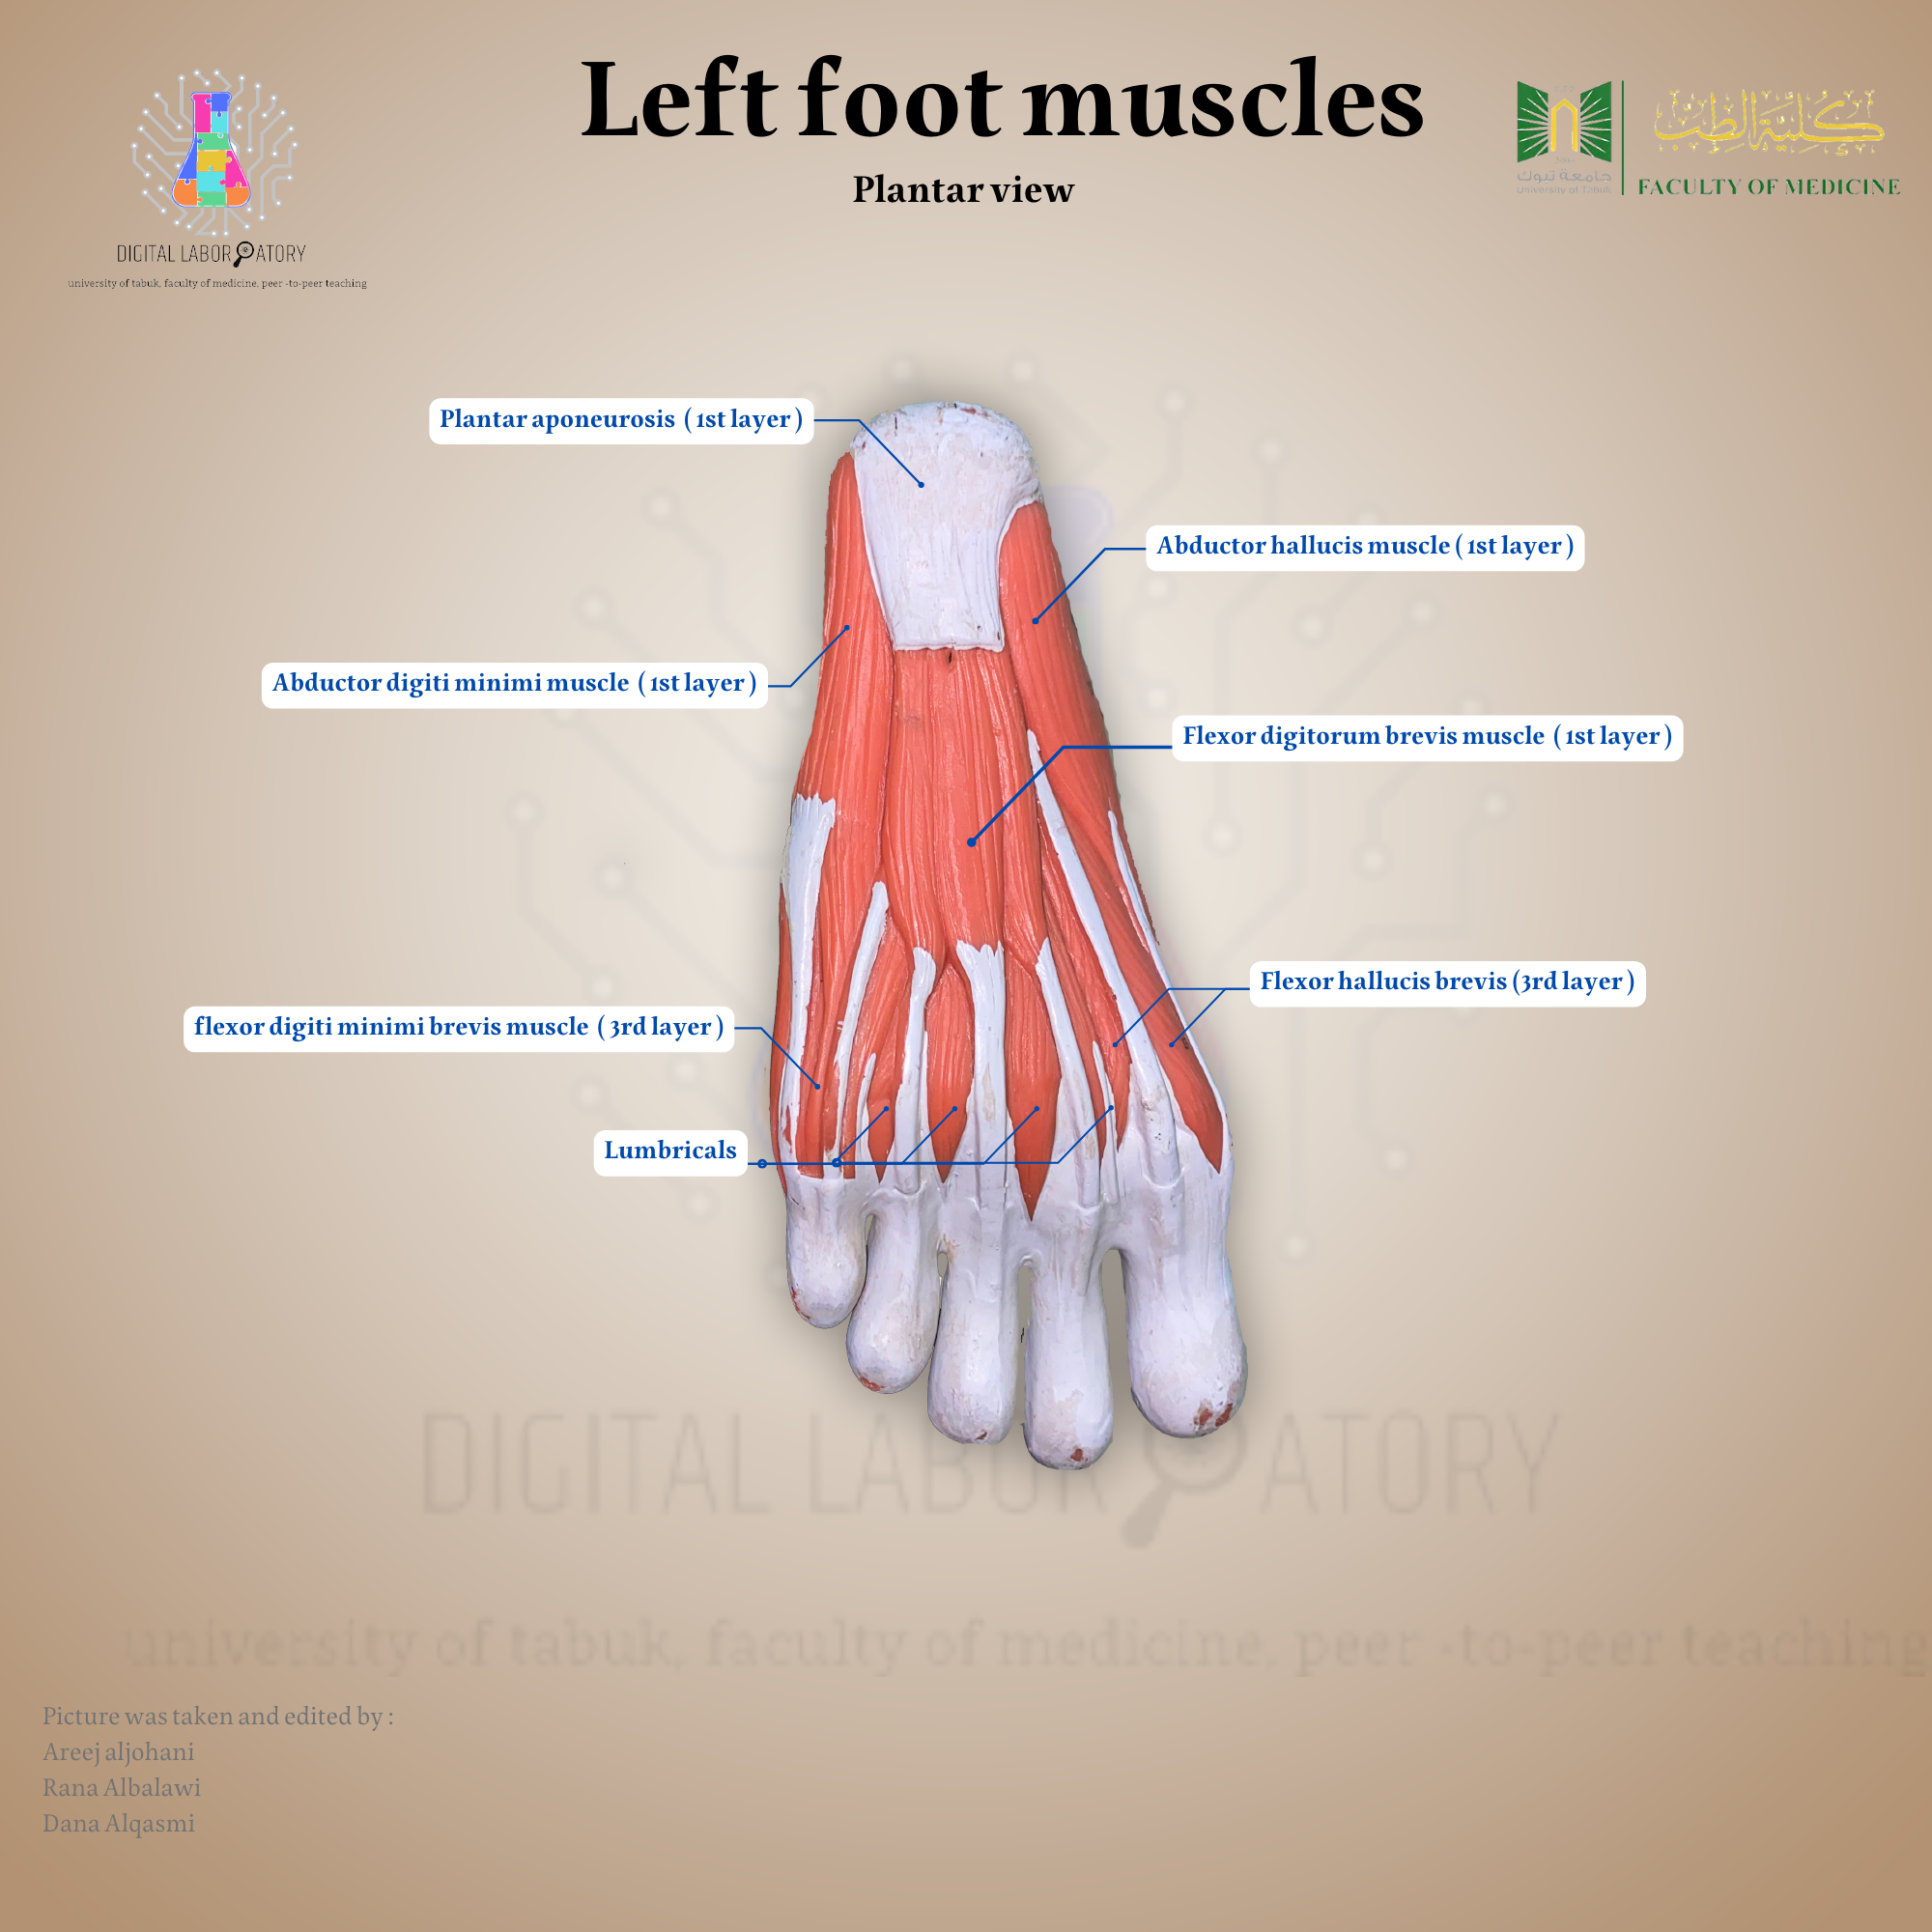 Left foot muscles
Plantar view
DIGITAL LABORATORY
university of tabuk, faculty of medicine, peer -to-peer teaching
جامعة تبوك
University of Tabuk
كلية الطب
FACULTY OF MEDICINE
Plantar aponeurosis ( 1st layer )
Abductor hallucis muscle ( 1st layer )
Abductor digiti minimi muscle ( 1st layer )
Flexor digitorum brevis muscle ( 1st layer )
Flexor hallucis brevis (3rd layer )
flexor digiti minimi brevis muscle ( 3rd layer )
Lumbricals
DIGITAL LABORATORY
university of tabuk, faculty of medicine, peer -to-peer teaching
Picture was taken and edited by :
Areej aljohani
Rana Albalawi
Dana Alqasmi